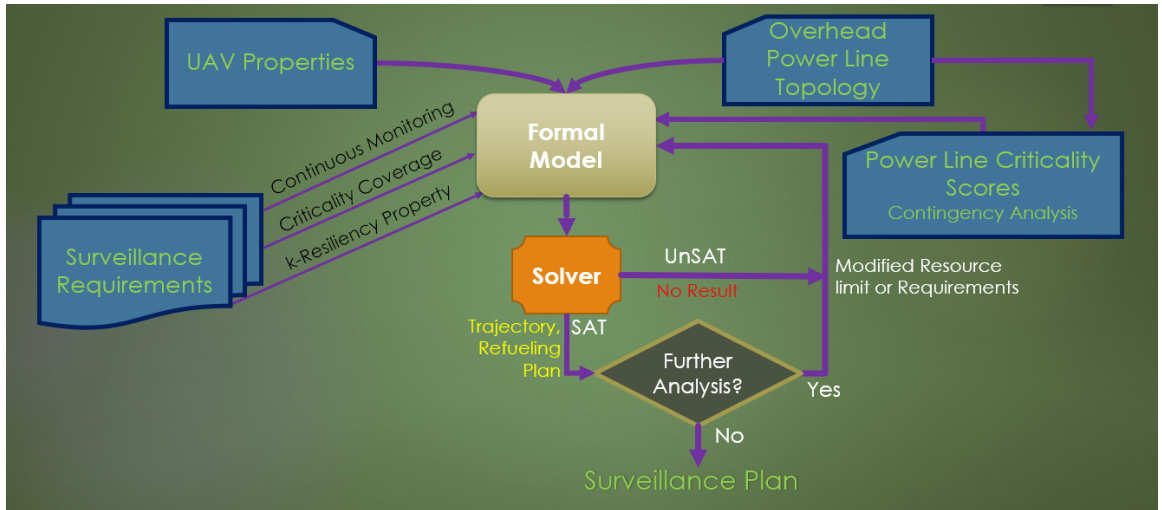 UAV Properties
Overhead
Power Line
Topology
Continuous Monitoring
Criticality Coverage
k-Resiliency Property
Formal
Model
Power Line Criticality
Scores
Contingency Analysis
Surveillance
Requirements
Solver
UnSAT
No Result
Modified Resource
limit or Requirements
Trajectory,
Refueling
Plan
SAT
Further
Analysis?
Yes
No
Surveillance Plan